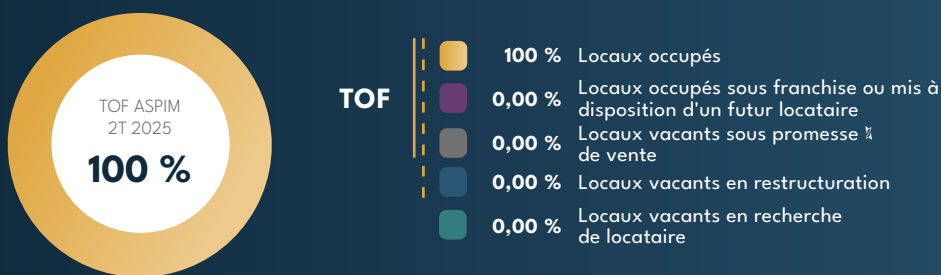 TOF ASPIM
2T 2025
100 %
TOF
100 % Locaux occupés
0,00 % Locaux occupés sous franchise ou mis à
disposition d'un futur locataire
0,00 % Locaux vacants sous promesse
de vente
0,00 % Locaux vacants en restructuration
0,00 % Locaux vacants en recherche
de locataire